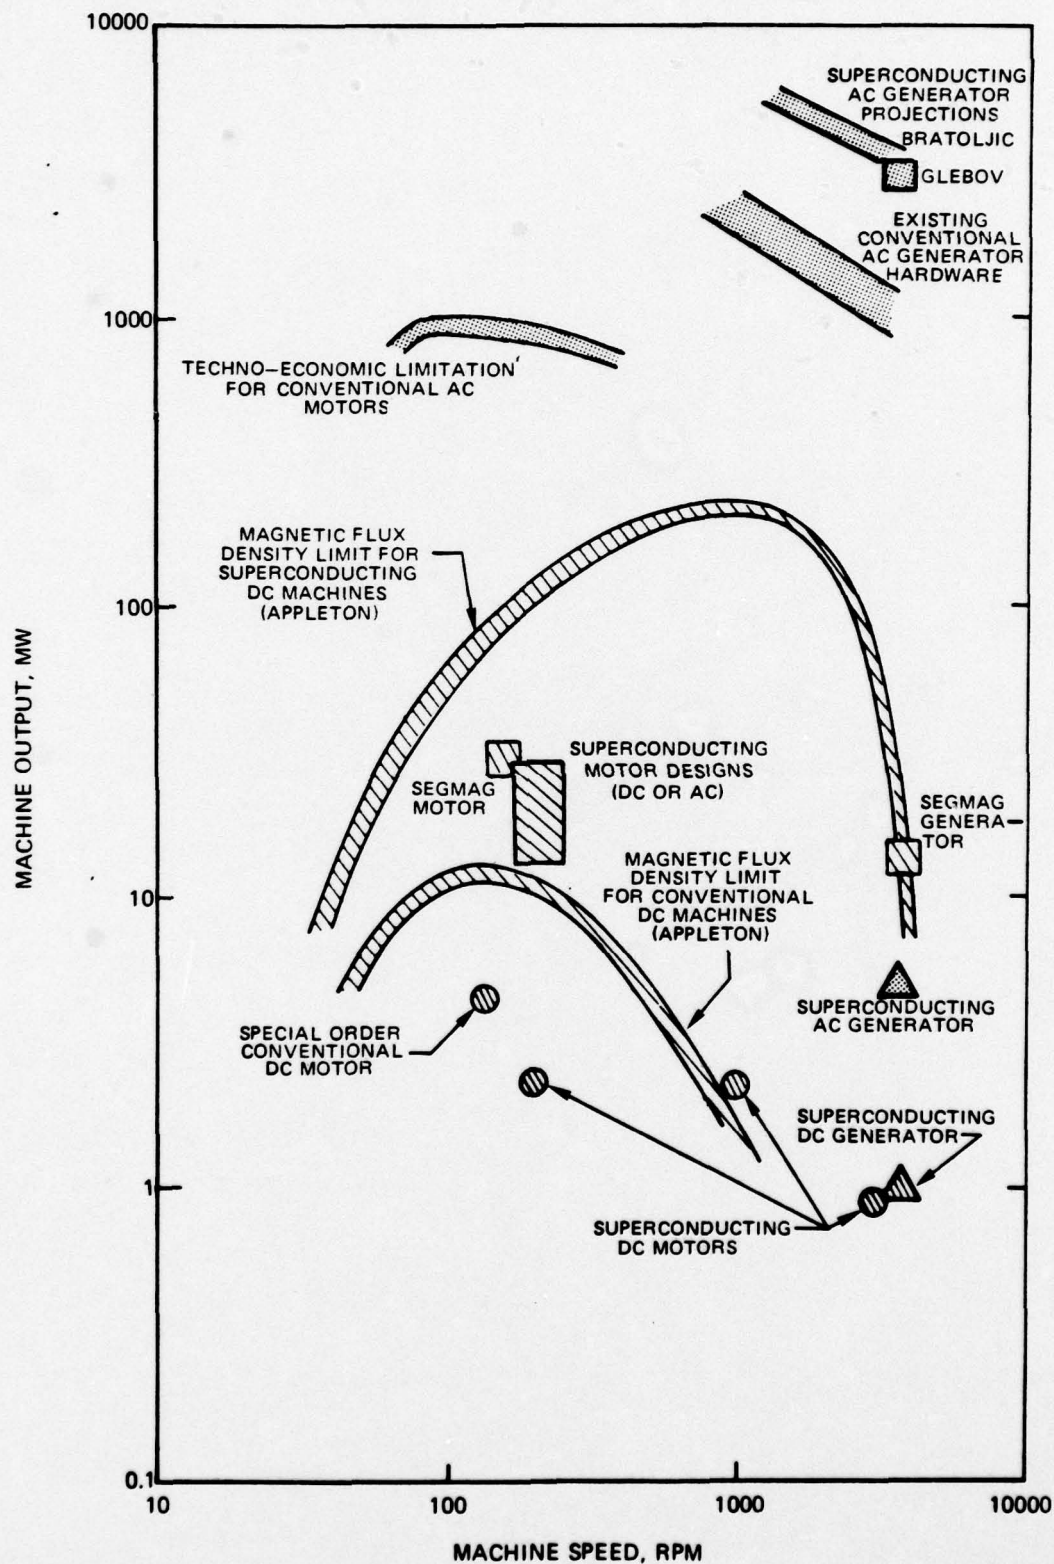 10000
SUPERCONDUCTING
AC GENERATOR
PROJECTIONS
BRATOLJIC
GLEBOV
EXISTING
CONVENTIONAL
AC GENERATOR
HARDWARE
1000
TECHNO-ECONOMIC LIMITATION
FOR CONVENTIONAL AC
MOTORS
MAGNETIC FLUX
DENSITY LIMIT FOR
SUPERCONDUCTING
DC MACHINES
(APPLETON)
100
MACHINE OUTPUT, MW
SUPERCONDUCTING
MOTOR DESIGNS
(DC OR AC)
SEGMAG
MOTOR
SEGMAG
GENERA-
TOR
MAGNETIC FLUX
DENSITY LIMIT
FOR CONVENTIONAL
DC MACHINES
(APPLETON)
10
SUPERCONDUCTING
AC GENERATOR
SPECIAL ORDER
CONVENTIONAL
DC MOTOR
SUPERCONDUCTING
DC GENERATOR
1
SUPERCONDUCTING
DC MOTORS
0.1
10
100
1000
10000
MACHINE SPEED, RPM